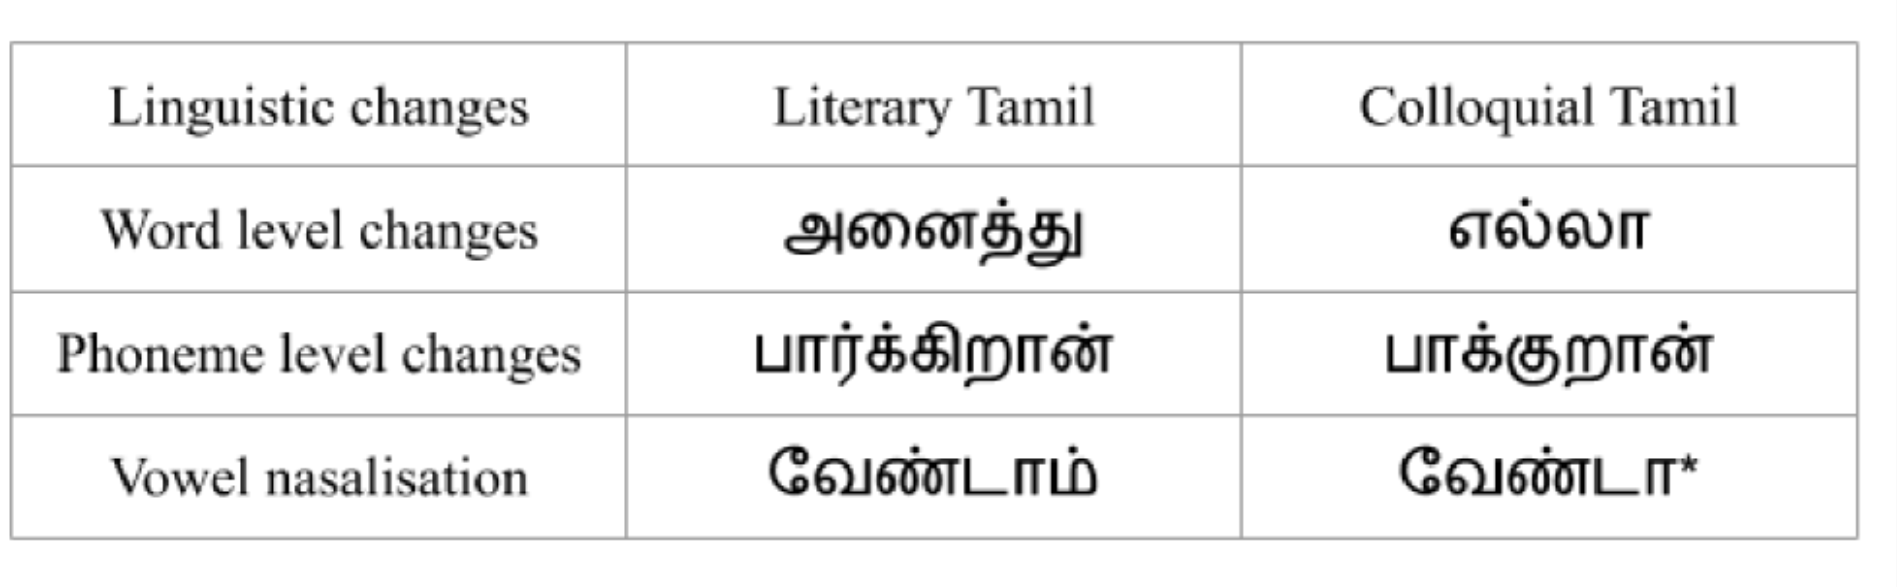 Linguistic changes Literary Tamil Colloquial Tamil
Word level changes அனைத்து எல்லா
Phoneme level changes பார்க்கிறான் பாக்குறான்
Vowel nasalisation வேண்டாம் வேண்டா*